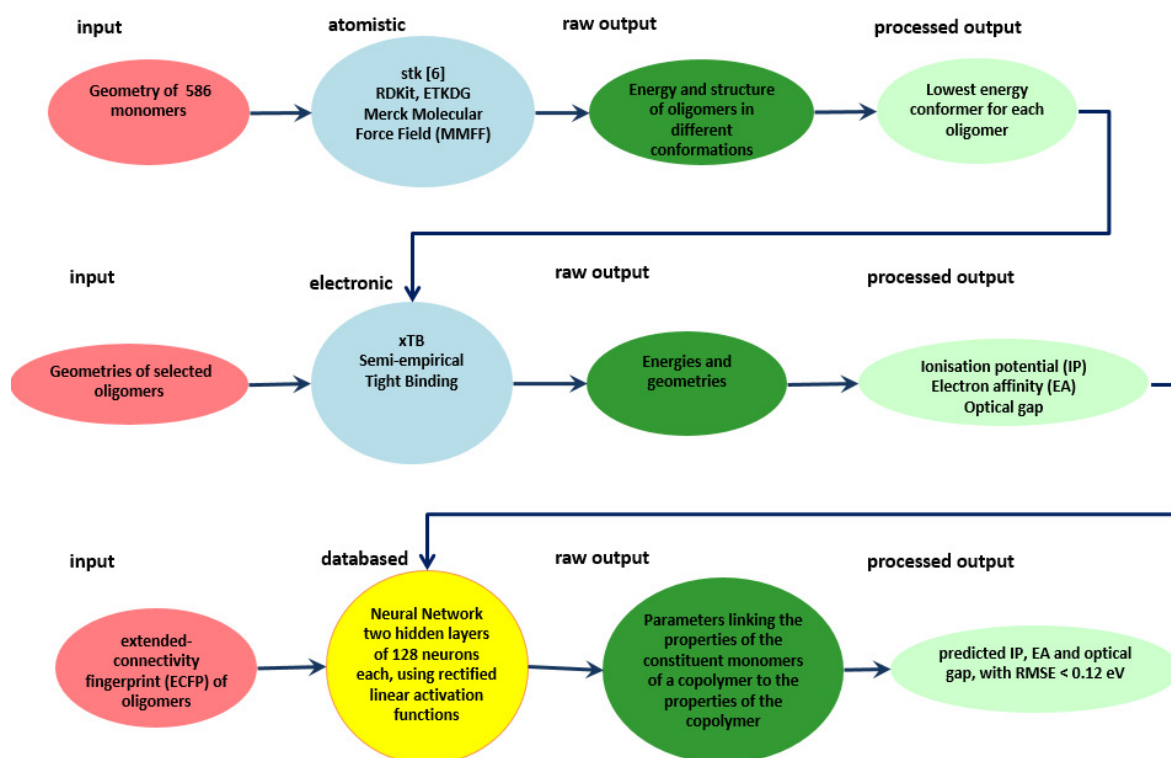 input
atomistic
raw output
processed output
Geometry of 586
monomers
stk [6]
RDKit, ETKDG
Merck Molecular
Force Field (MMFF)
Energy and structure
of oligomers in
different
conformations
Lowest energy
conformer for each
oligomer
input
electronic
raw output
processed output
Geometries of selected
oligomers
xTB
Semi-empirical
Tight Binding
Energies and
geometries
Ionisation potential (IP)
Electron affinity (EA)
Optical gap
input
databased
raw output
processed output
extended-
connectivity
fingerprint (ECFP) of
oligomers
Neural Network
two hidden layers
of 128 neurons
each, using rectified
linear activation
functions
Parameters linking the
properties of the
constituent monomers
of a copolymer to the
properties of the
copolymer
predicted IP, EA and optical
gap, with RMSE < 0.12 eV